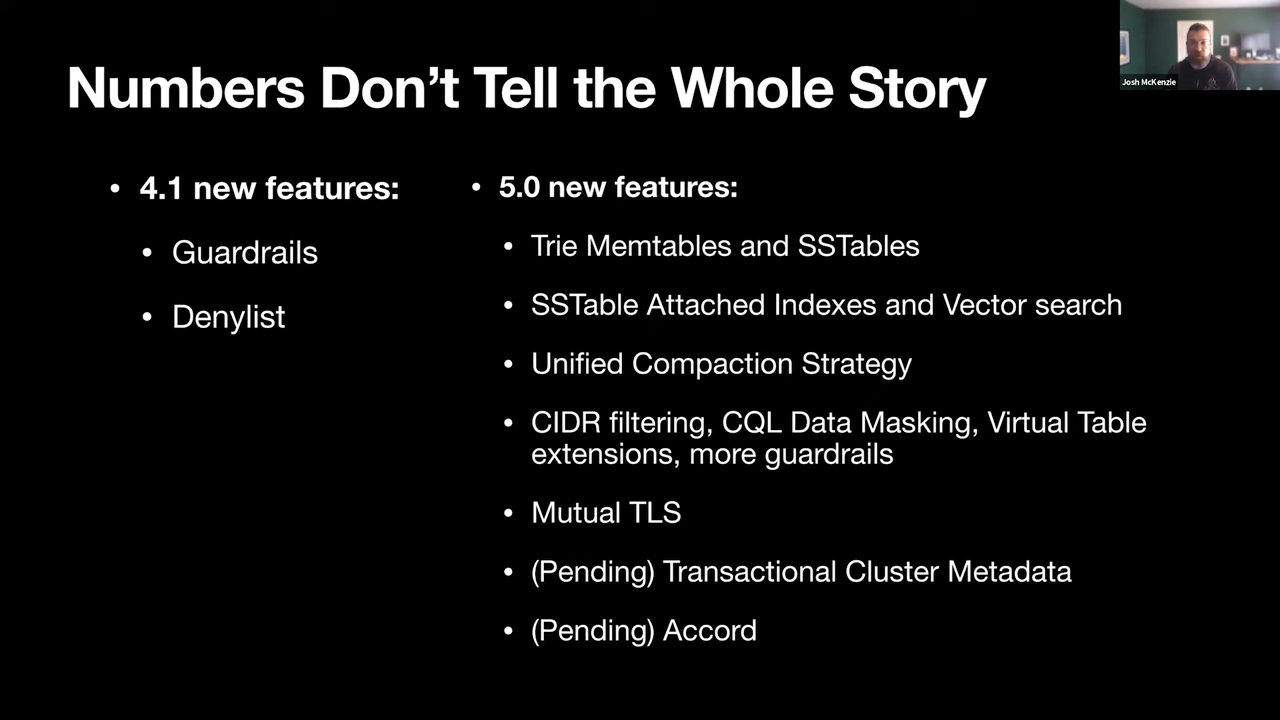 Numbers Don't Tell the Whole Story
Josh McKenzie
• 4.1 new features:
• Guardrails
• Denylist
• 5.0 new features:
• Trie Memtables and SSTables
• SSTable Attached Indexes and Vector search
• Unified Compaction Strategy
• CIDR filtering, CQL Data Masking, Virtual Table
extensions, more guardrails
• Mutual TLS
• (Pending) Transactional Cluster Metadata
• (Pending) Accord